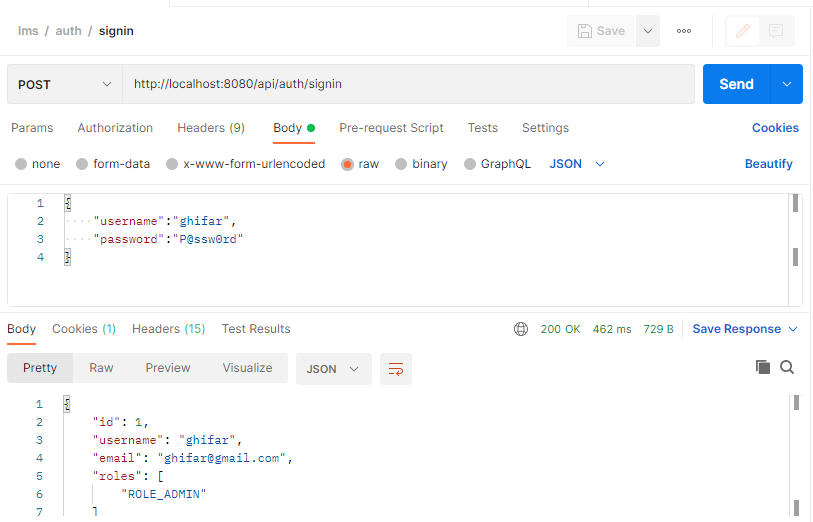 lms / auth / signin
Save
POST http://localhost:8080/api/auth/signin Send
Params Authorization Headers (9) Body Pre-request Script Tests Settings Cookies
none form-data x-www-form-urlencoded raw binary GraphQL JSON Beautify
1 {
2 "username":"ghifar",
3 "password":"P@ssw0rd"
4 }
Body Cookies (1) Headers (15) Test Results 200 OK 462 ms 729 B Save Response
Pretty Raw Preview Visualize JSON
1 {
2 "id": 1,
3 "username": "ghifar",
4 "email": "ghifar@gmail.com",
5 "roles": [
6 "ROLE_ADMIN"
7 ]